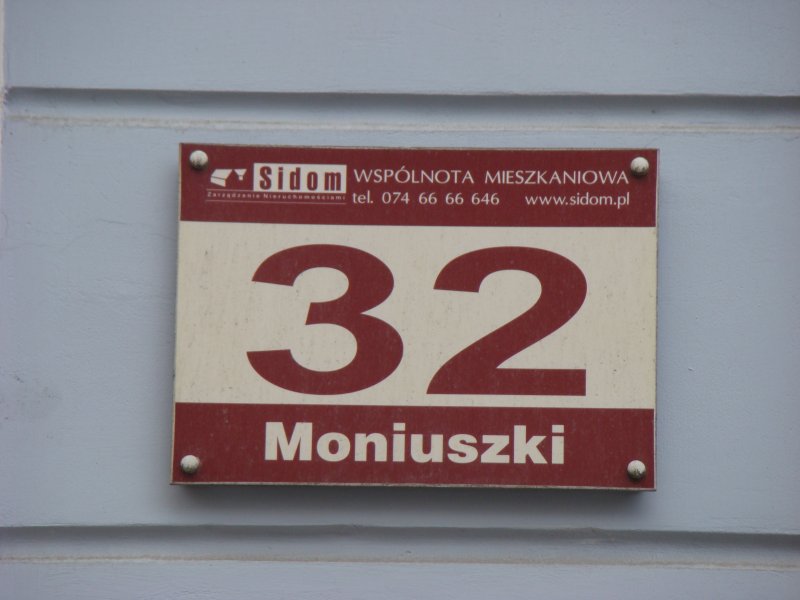 Sidom WSPÓLNOTA MIESZKANIOWA
Zarządzanie Nieruchomościami tel. 074 66 66 646 www.sidom.pl
32
Moniuszki